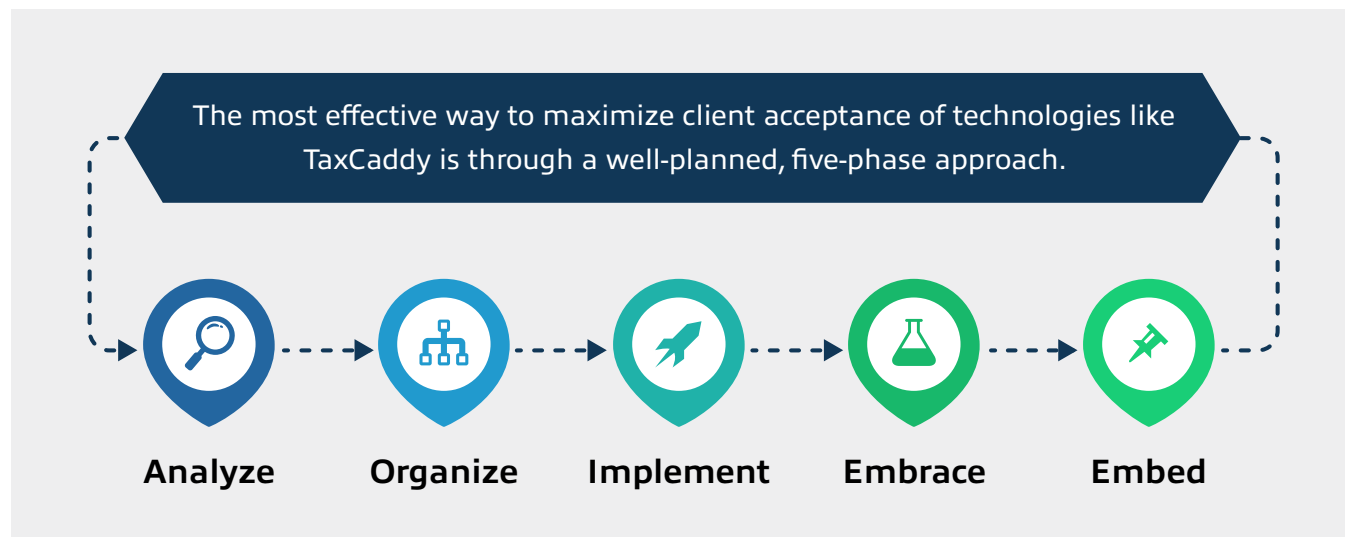 The most effective way to maximize client acceptance of technologies like
TaxCaddy is through a well-planned, five-phase approach.
Analyze
Organize
Implement
Embrace
Embed